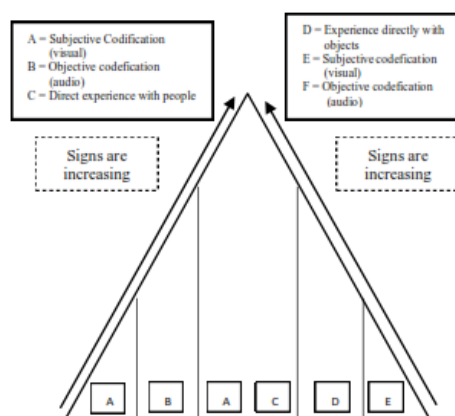 A = Subjective Codification
(visual)
B = Objective codefication
(audio)
C = Direct experience with people
D = Experience directly with
objects
E = Subjective codefication
(visual)
F = Objective codefication
(audio)
Signs are
increasing
Signs are
increasing
A B A C D E